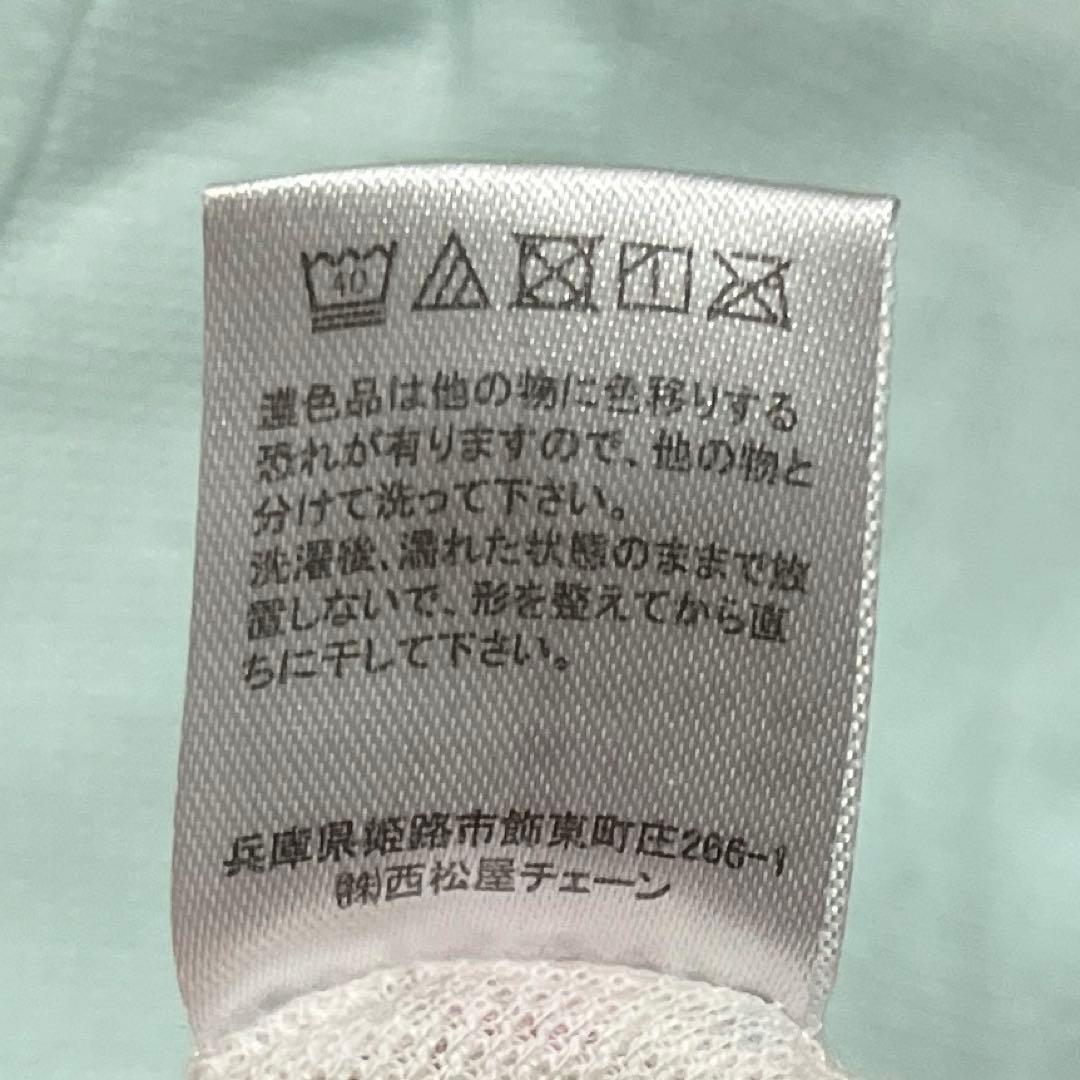 40
濃色品は他の物に色移りする
恐れが有りますので、他の物と
分けて洗って下さい。
洗濯後、濡れた状態のままで放
置しないで、形を整えてから直
ちに干して下さい。
兵庫県姫路市飾東町庄266-1
㈱西松屋チェーン